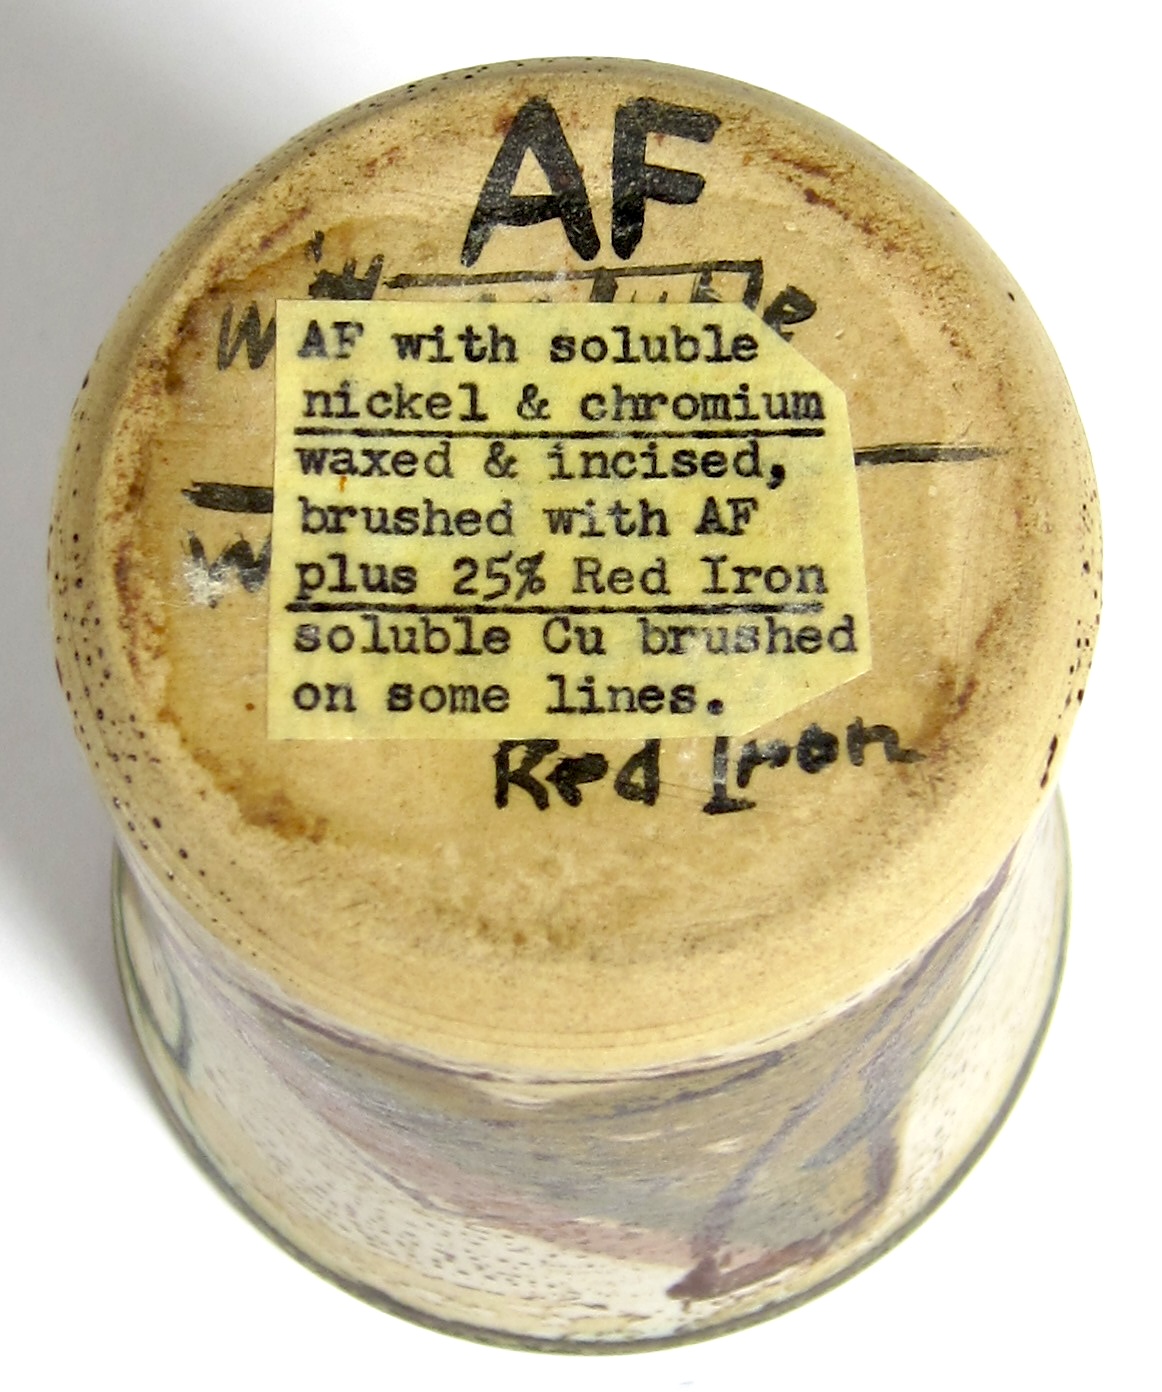 AF
AF with soluble
nickel & chromium
waxed & incised,
brushed with AF
plus 25% Red Iron
soluble Cu brushed
on some lines.
Red Iron